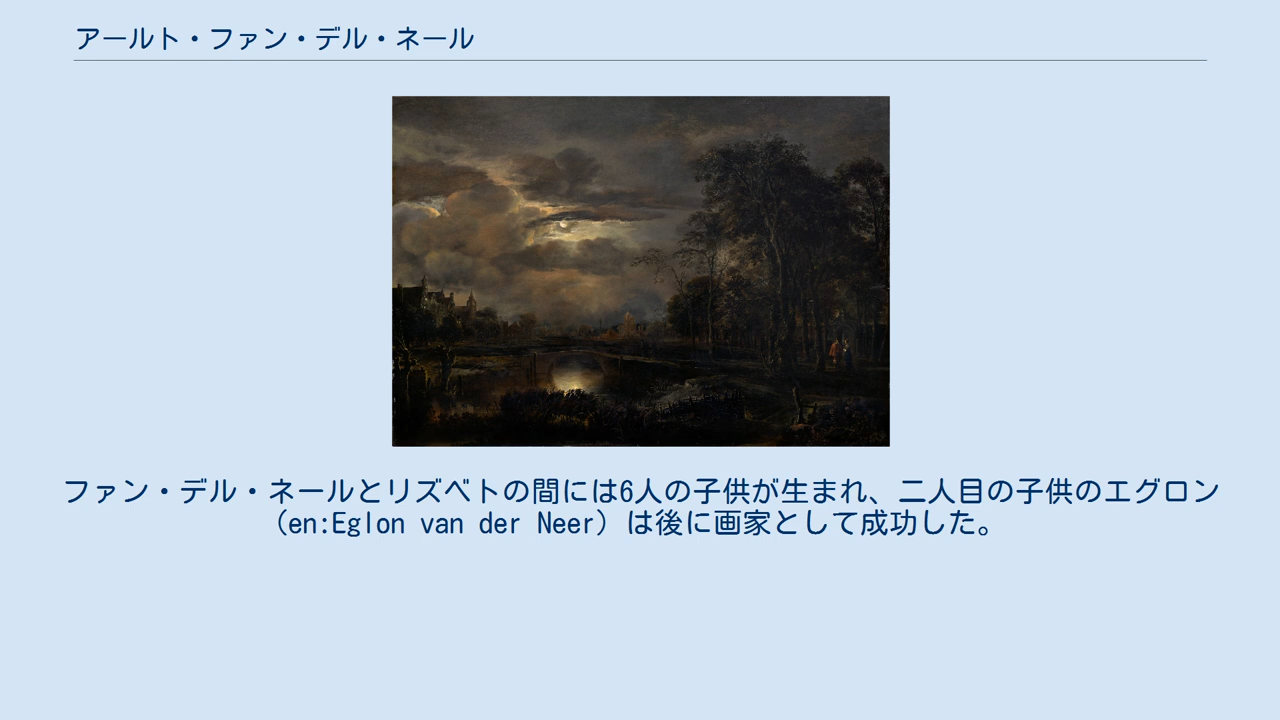 アールト・ファン・デル・ネール
ファン・デル・ネールとリズベトの間には6人の子供が生まれ、二人目の子供のエグロン
（en:Eglon van der Neer）は後に画家として成功した。